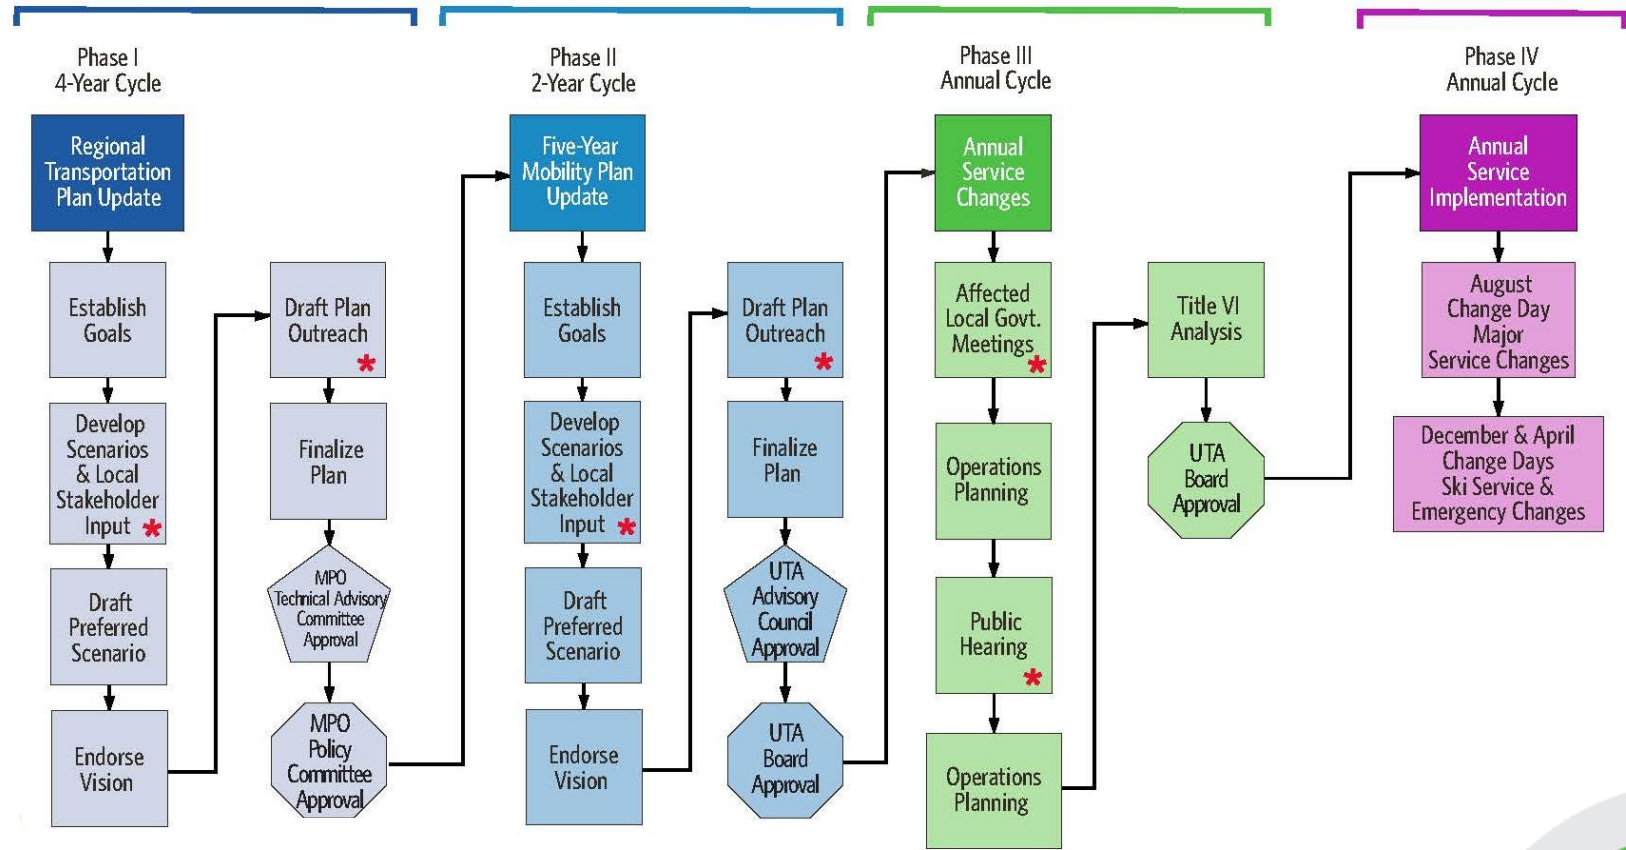 Phase I
4-Year Cycle
Regional
Transportation
Plan Update
Establish
Goals
Develop
Scenarios
& Local
Stakeholder
Input *
Draft
Preferred
Scenario
Endorse
Vision
Draft Plan
Outreach
*
Finalize
Plan
MPO
Technical Advisory
Committee
Approval
MPO
Policy
Committee
Approval
Phase II
2-Year Cycle
Five-Year
Mobility Plan
Update
Establish
Goals
Develop
Scenarios
& Local
Stakeholder
Input *
Draft
Preferred
Scenario
Endorse
Vision
Draft Plan
Outreach
*
Finalize
Plan
UTA
Advisory
Council
Approval
UTA
Board
Approval
Phase III
Annual Cycle
Annual
Service
Changes
Affected
Local Govt.
Meetings
*
Operations
Planning
Public
Hearing
*
Operations
Planning
Title VI
Analysis
UTA
Board
Approval
Phase IV
Annual Cycle
Annual
Service
Implementation
August
Change Day
Major
Service Changes
December & April
Change Days
Ski Service &
Emergency Changes